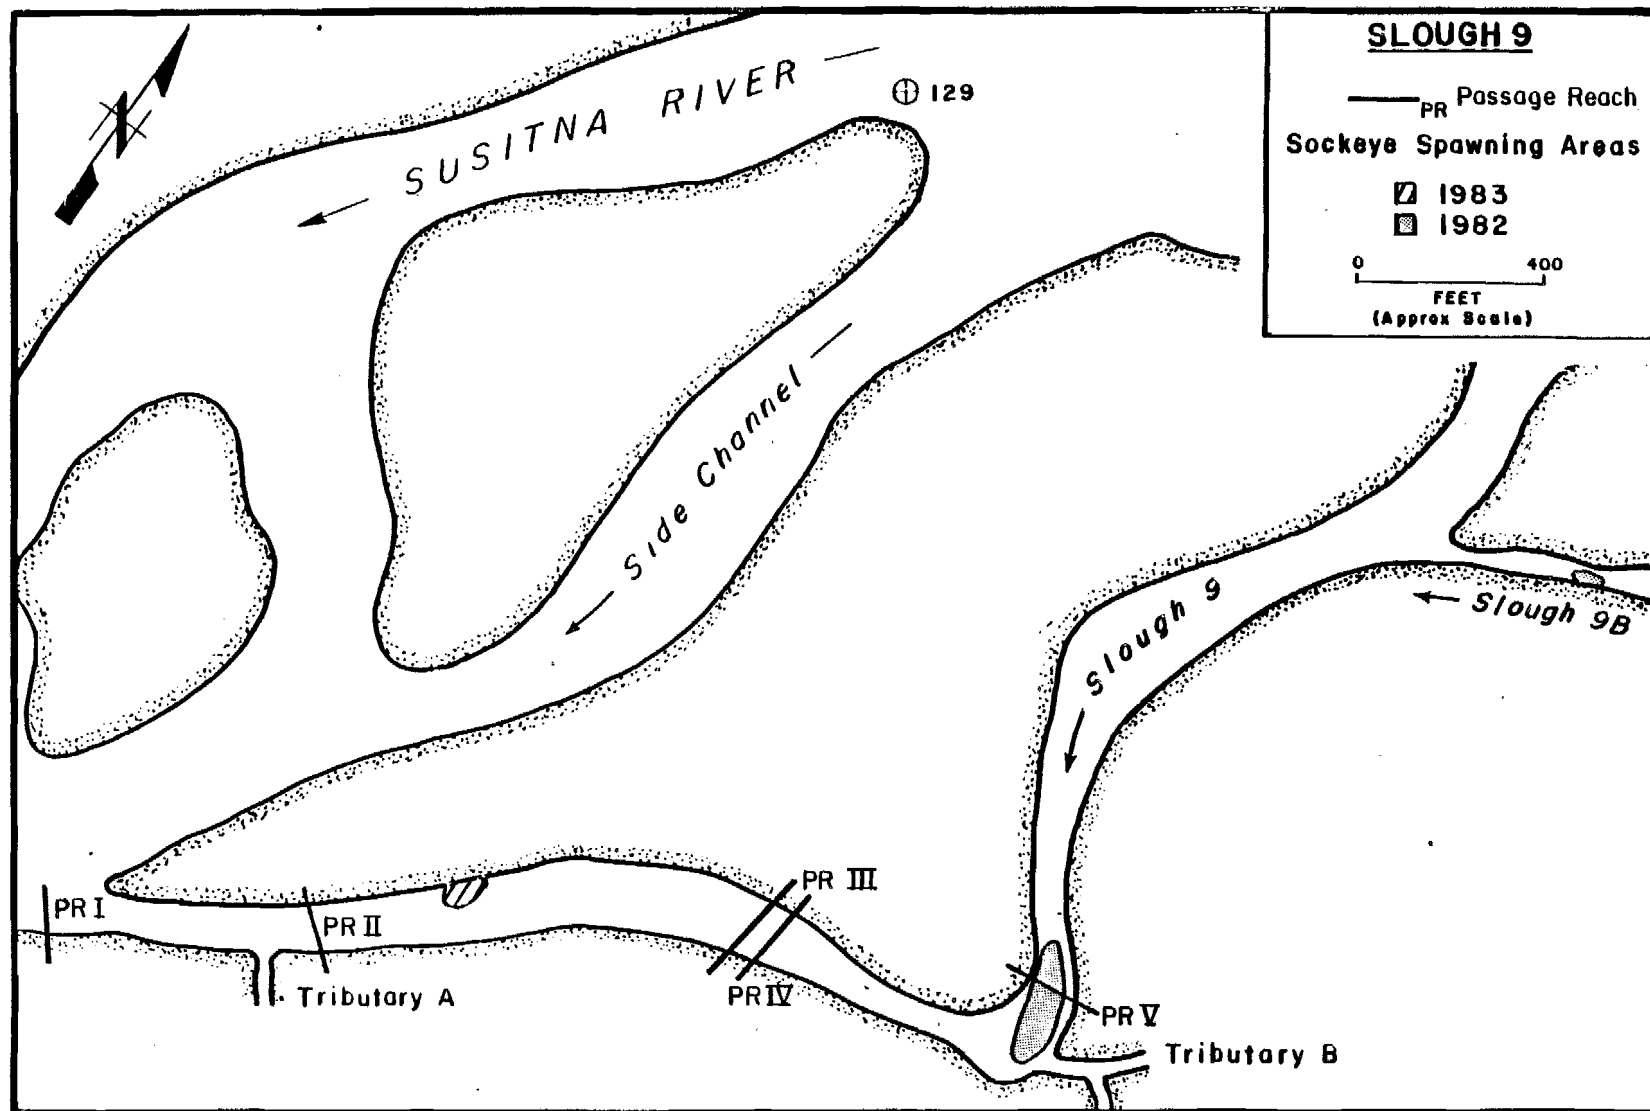 SLOUGH 9
PR Passage Reach
Sockeye Spawning Areas
1983
1982
0 400
FEET
(Approx Scale)
SUSITNA RIVER
129
Side Channel
Slough 9
Slough 9B
PR I
PR II
PR III
PR IV
PR V
Tributary A
Tributary B